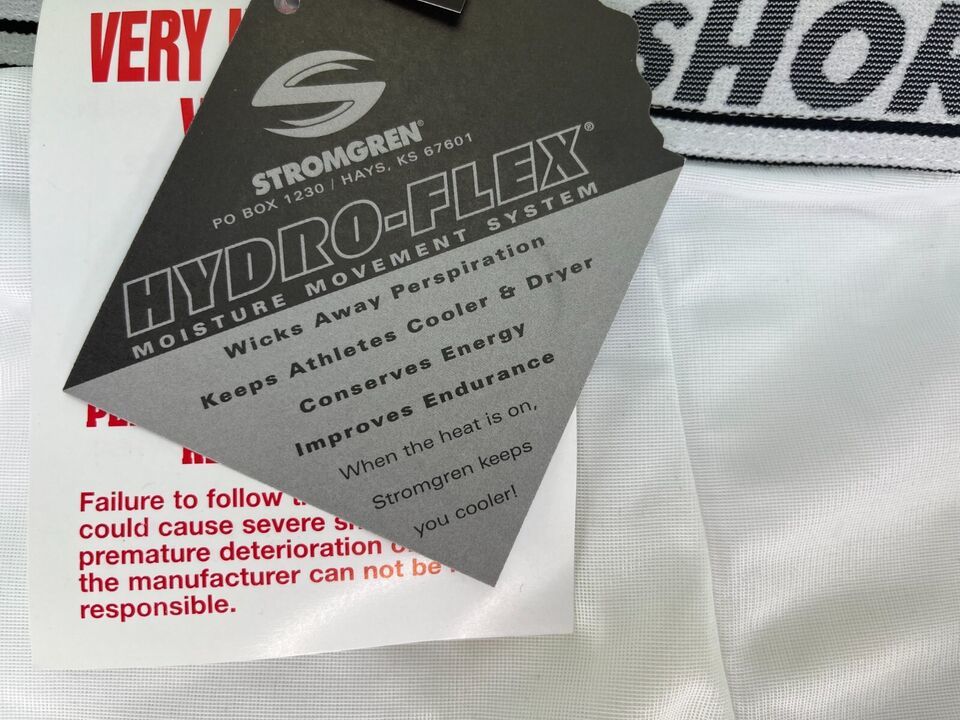 VERY
SHOR
STROMGREN®
PO BOX 1230 / HAYS, KS 67601
HYDRO-FLEX®
MOISTURE MOVEMENT SYSTEM
Wicks Away Perspiration
Keeps Athletes Cooler & Dryer
Conserves Energy
Improves Endurance
When the heat is on,
Stromgren keeps
you cooler!
Failure to follow
could cause severe
premature deterioration
the manufacturer can not be
responsible.